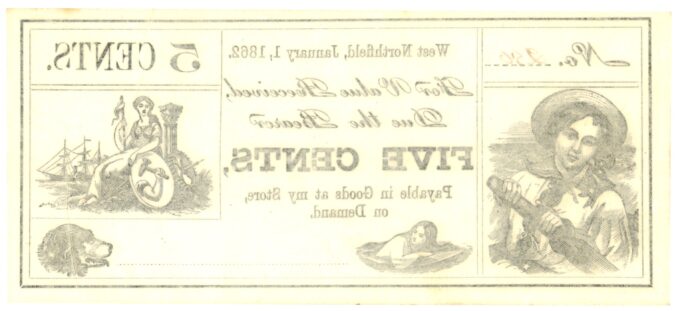 No.
West Northfield, January 1, 1862.
5 CENTS.
For Value Received,
Due the Bearer
FIVE CENTS,
Payable in Goods at my Store,
on Demand.